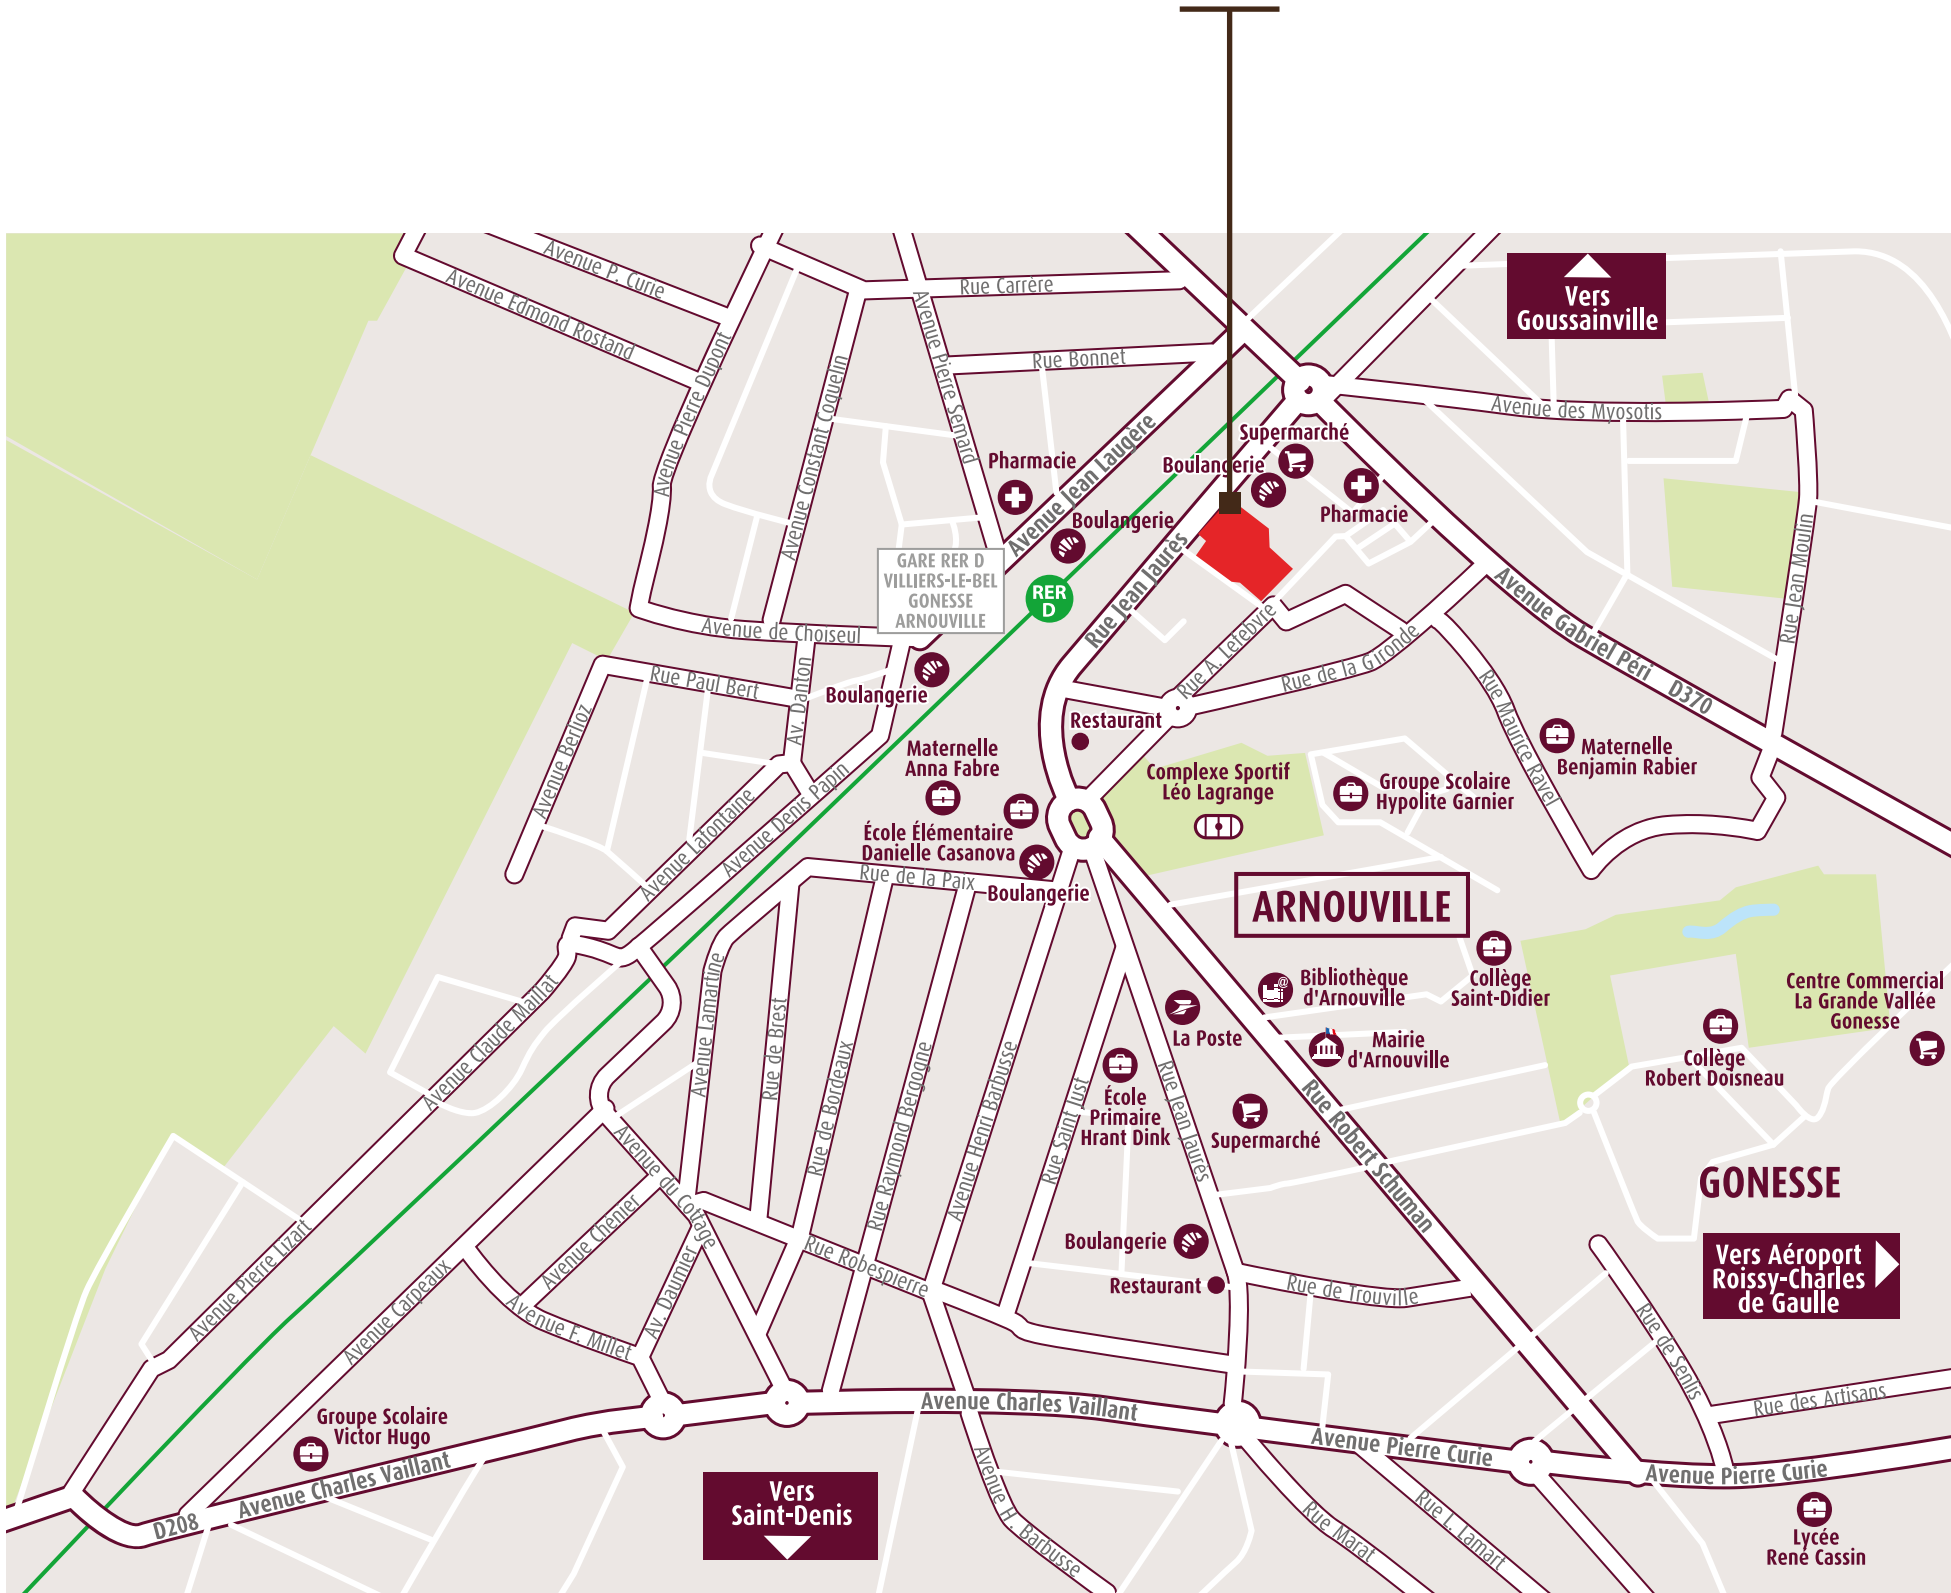 Avenue P. Curie
Avenue Edmond Rostand
Avenue Pierre Dupont
Avenue Constant Coquelin
Avenue Pierre Semard
Rue Carrère
Rue Bonnet
Vers
Goussainville
Avenue des Myosotis
Supermarché
Boulangerie
Pharmacie
Pharmacie
Avenue Jean Laugère
Boulangerie
Rue Jean Jaurès
GARE RER D
VILLIERS-LE-BEL
GONESSE
ARNOUVILLE
RER
D
Avenue de Choiseul
Rue Paul Bert
Av. Danton
Avenue Berlioz
Boulangerie
Rue A. Lefebvre
Rue de la Gironde
Avenue Gabriel Péri
D370
Rue Jean Moulin
Rue Maurice Ravel
Restaurant
Maternelle
Anna Fabre
École Élémentaire
Danielle Casanova
Boulangerie
Complexe Sportif
Léo Lagrange
Groupe Scolaire
Hypolite Garnier
Maternelle
Benjamin Rabier
Avenue Lafontaine
Avenue Denis Papin
Rue de la Paix
ARNOUVILLE
Collège
Saint-Didier
Bibliothèque
d'Arnouville
@
La Poste
Mairie
d'Arnouville
Centre Commercial
La Grande Vallée
Gonesse
Collège
Robert Doisneau
Avenue Claude Maillat
Avenue Lamartine
Rue de Brest
Rue de Bordeaux
Rue Raymond Bergogne
Avenue Henri Barbusse
Rue Saint Just
Rue Jean Jaurés
École
Primaire
Hrant Dink
Supermarché
Rue Robert Schuman
GONESSE
Vers Aéroport
Roissy-Charles
de Gaulle
Avenue du Cottage
Avenue Chenier
Av. Daumier
Avenue F. Millet
Rue Robespierre
Avenue Pierre Lizart
Avenue Carpeaux
Boulangerie
Restaurant
Rue de Trouville
Rue de Senlis
Rue des Artisans
Groupe Scolaire
Victor Hugo
Avenue Charles Vaillant
D208
Avenue Charles Vaillant
Avenue Pierre Curie
Avenue Pierre Curie
Vers
Saint-Denis
Avenue H. Barbusse
Rue Marat
Rue L. Lamart
Lycée
René Cassin